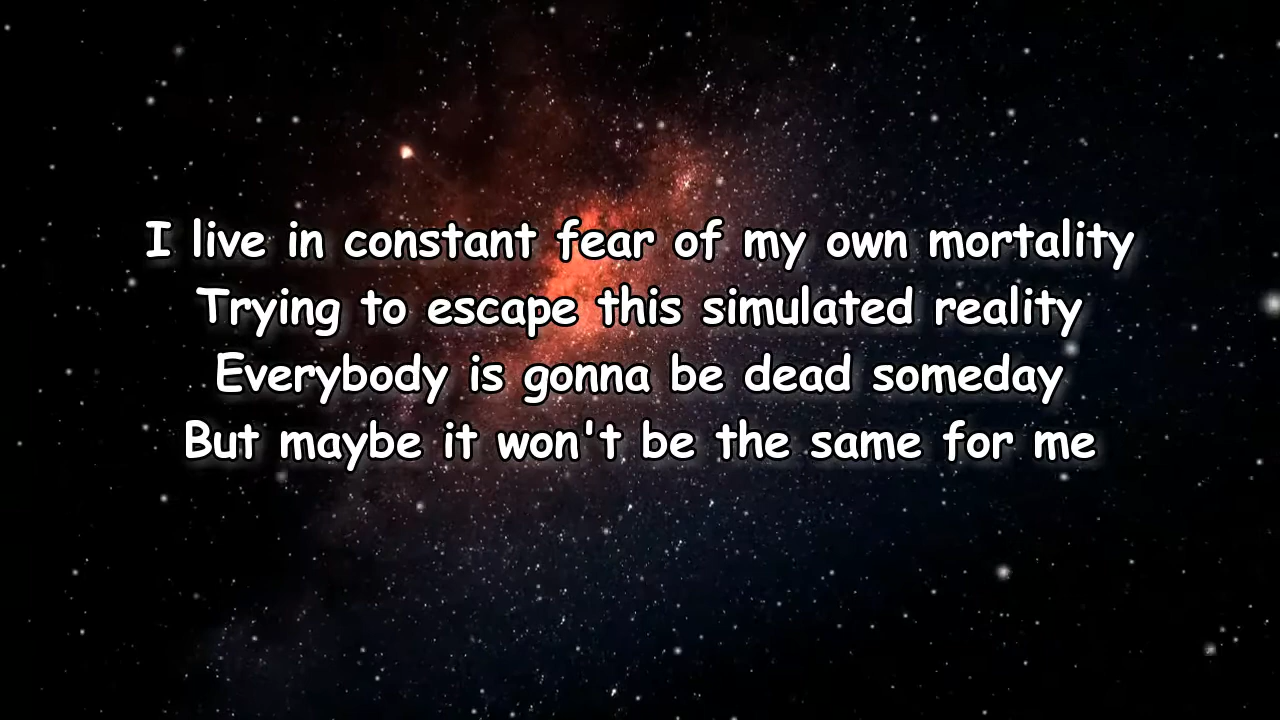 I live in constant fear of my own mortality
Trying to escape this simulated reality
Everybody is gonna be dead someday
But maybe it won't be the same for me